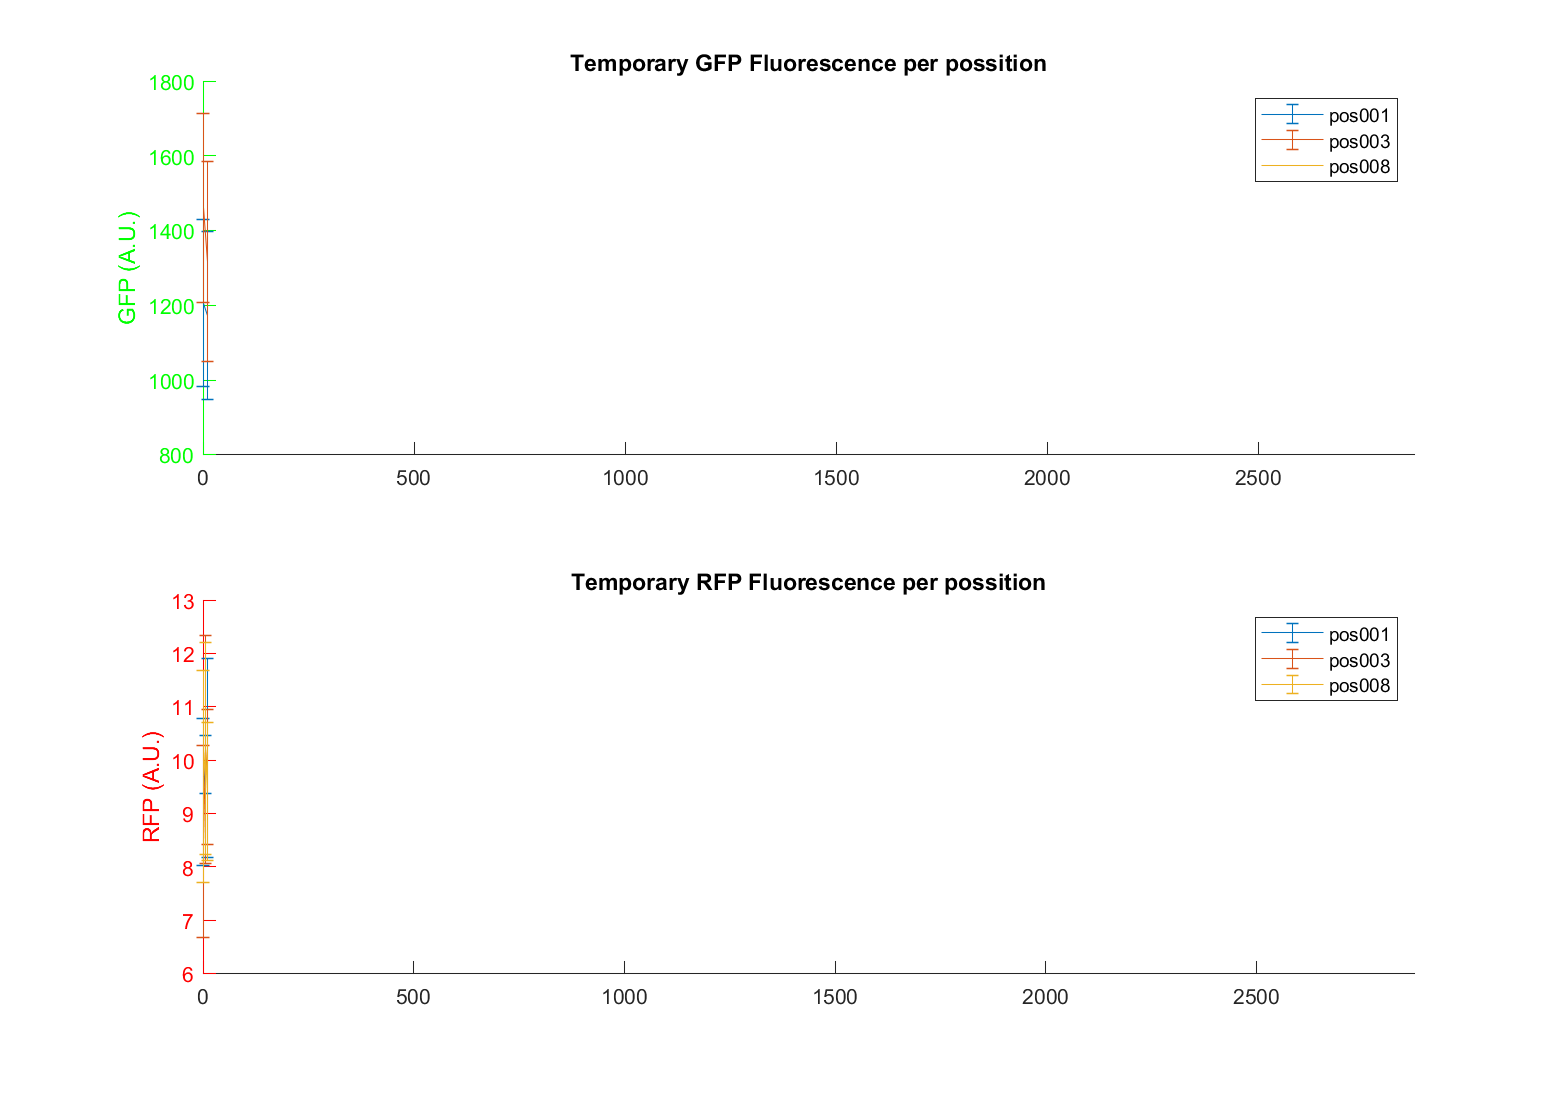 Temporary GFP Fluorescence per possition
1800
1600
1400
1200
1000
800
GFP (A.U.)
pos001
pos003
pos008
0 500 1000 1500 2000 2500
Temporary RFP Fluorescence per possition
13
12
11
10
9
8
7
6
RFP (A.U.)
pos001
pos003
pos008
0 500 1000 1500 2000 2500